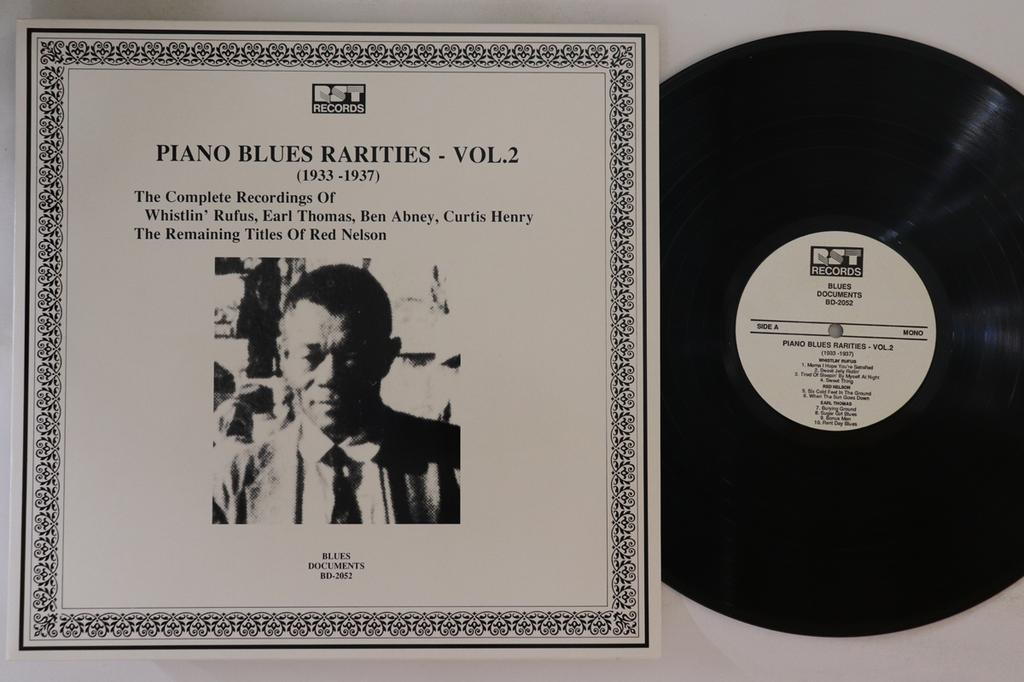 RST
RECORDS
PIANO BLUES RARITIES - VOL.2
(1933 -1937)
The Complete Recordings Of
Whistlin' Rufus, Earl Thomas, Ben Abney, Curtis Henry
The Remaining Titles Of Red Nelson
BLUES
DOCUMENTS
BD-2052
RST
RECORDS
BLUES
DOCUMENTS
BD-2052
SIDE A
MONO
PIANO BLUES RARITIES - VOL.2
(1933 -1937)
WHISTLIN' RUFUS
1. Mama I Hope You're Satisfied
2. Sweet Jelly Rollin'
3. Tired Of Sleepin' By Myself At Night
4. Sweet Thing
RED NELSON
5. Six Cold Feet In The Ground
6. When The Sun Goes Down
EARL THOMAS
7. Burying Ground
8. Sugar Girl Blues
9. Bonus Men
10. Rent Day Blues